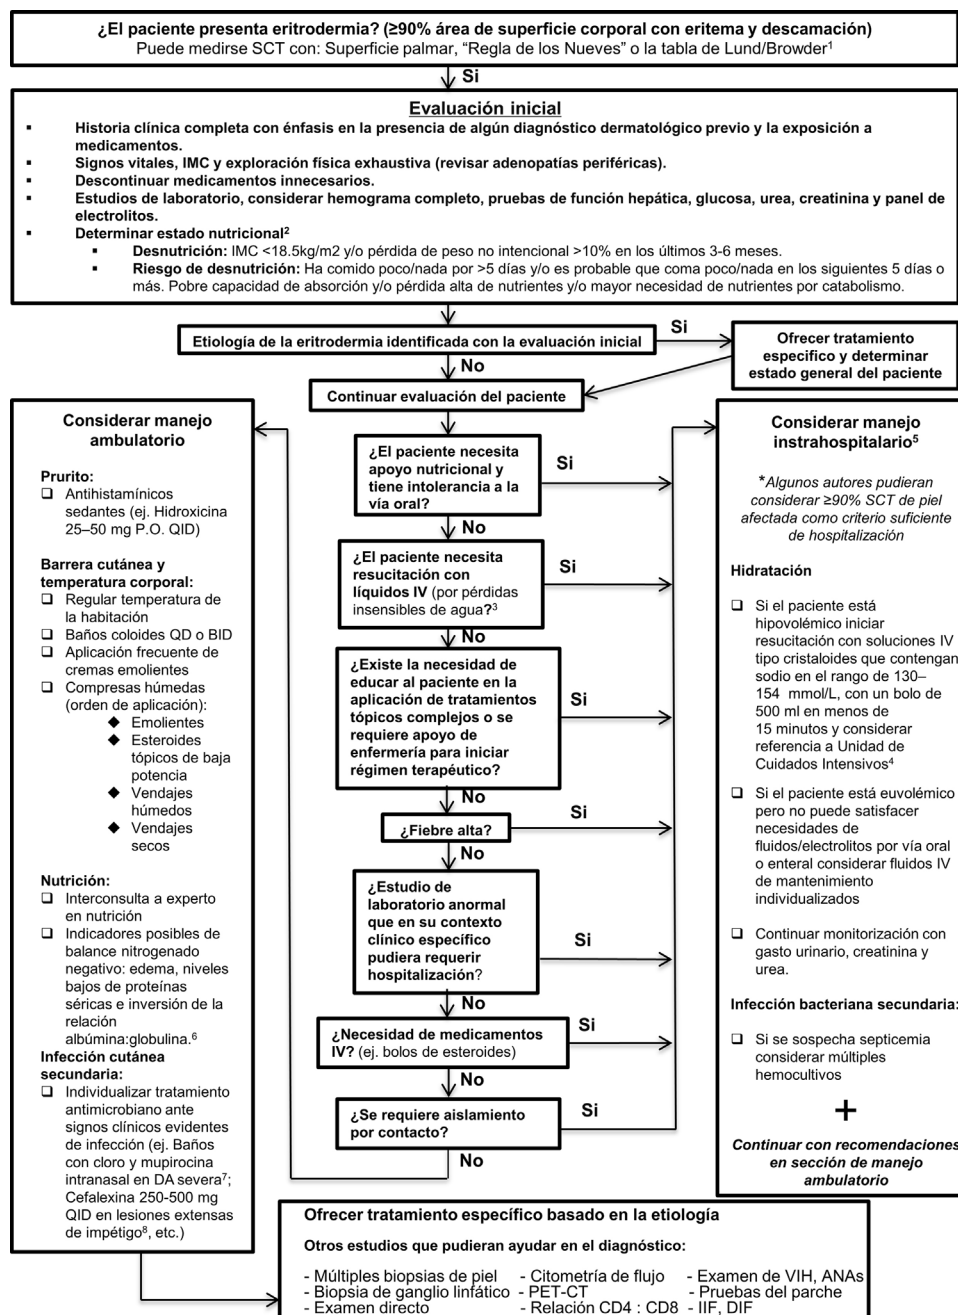 ¿El paciente presenta eritrodermia? (≥90% área de superficie corporal con eritema y descamación)
Puede medirse SCT con: Superficie palmar, “Regla de los Nueves” o la tabla de Lund/Browder¹
Si
Evaluación inicial
▪ Historia clínica completa con énfasis en la presencia de algún diagnóstico dermatológico previo y la exposición a
medicamentos.
▪ Signos vitales, IMC y exploración física exhaustiva (revisar adenopatías periféricas).
▪ Descontinuar medicamentos innecesarios.
▪ Estudios de laboratorio, considerar hemograma completo, pruebas de función hepática, glucosa, urea, creatinina y panel de
electrolitos.
▪ Determinar estado nutricional²
▪ Desnutrición: IMC <18.5kg/m2 y/o pérdida de peso no intencional >10% en los últimos 3-6 meses.
▪ Riesgo de desnutrición: Ha comido poco/nada por >5 días y/o es probable que coma poco/nada en los siguientes 5 días o
más. Pobre capacidad de absorción y/o pérdida alta de nutrientes y/o mayor necesidad de nutrientes por catabolismo.
Etiología de la eritrodermia identificada con la evaluación inicial
Si
Ofrecer tratamiento
especifico y determinar
estado general del paciente
No
Continuar evaluación del paciente
¿El paciente necesita
apoyo nutricional y
tiene intolerancia a la
vía oral?
Si
No
¿El paciente necesita
resucitación con
líquidos IV (por pérdidas
insensibles de agua?³
Si
No
¿Existe la necesidad de
educar al paciente en la
aplicación de tratamientos
tópicos complejos o se
requiere apoyo de
enfermería para iniciar
régimen terapéutico?
Si
No
¿Fiebre alta?
Si
No
¿Estudio de
laboratorio anormal
que en su contexto
clínico específico
pudiera requerir
hospitalización?
Si
No
¿Necesidad de medicamentos
IV? (ej. bolos de esteroides)
Si
No
¿Se requiere aislamiento
por contacto?
Si
No
Considerar manejo
ambulatorio
Prurito:
❑ Antihistamínicos
sedantes (ej. Hidroxicina
25–50 mg P.O. QID)
Barrera cutánea y
temperatura corporal:
❑ Regular temperatura de
la habitación
❑ Baños coloides QD o BID
❑ Aplicación frecuente de
cremas emolientes
❑ Compresas húmedas
(orden de aplicación):
◆ Emolientes
◆ Esteroides
tópicos de baja
potencia
◆ Vendajes
húmedos
◆ Vendajes
secos
Nutrición:
❑ Interconsulta a experto
en nutrición
❑ Indicadores posibles de
balance nitrogenado
negativo: edema, niveles
bajos de proteínas
séricas e inversión de la
relación
albúmina:globulina.⁶
Infección cutánea
secundaria:
❑ Individualizar tratamiento
antimicrobiano ante
signos clínicos evidentes
de infección (ej. Baños
con cloro y mupirocina
intranasal en DA severa⁷;
Cefalexina 250-500 mg
QID en lesiones extensas
de impétigo⁸, etc.)
Considerar manejo
instrahospitalario⁵
*Algunos autores pudieran
considerar ≥90% SCT de piel
afectada como criterio suficiente
de hospitalización
Hidratación
❑ Si el paciente está
hipovolémico iniciar
resucitación con soluciones IV
tipo cristaloides que contengan
sodio en el rango de 130–
154 mmol/L, con un bolo de
500 ml en menos de
15 minutos y considerar
referencia a Unidad de
Cuidados Intensivos⁴
❑ Si el paciente está euvolémico
pero no puede satisfacer
necesidades de
fluidos/electrolitos por vía oral
o enteral considerar fluidos IV
de mantenimiento
individualizados
❑ Continuar monitorización con
gasto urinario, creatinina y
urea.
Infección bacteriana secundaria:
❑ Si se sospecha septicemia
considerar múltiples
hemocultivos
+
Continuar con recomendaciones
en sección de manejo
ambulatorio
Ofrecer tratamiento específico basado en la etiología
Otros estudios que pudieran ayudar en el diagnóstico:
- Múltiples biopsias de piel - Citometría de flujo - Examen de VIH, ANAs
- Biopsia de ganglio linfático - PET-CT - Pruebas del parche
- Examen directo - Relación CD4 : CD8 - IIF, DIF